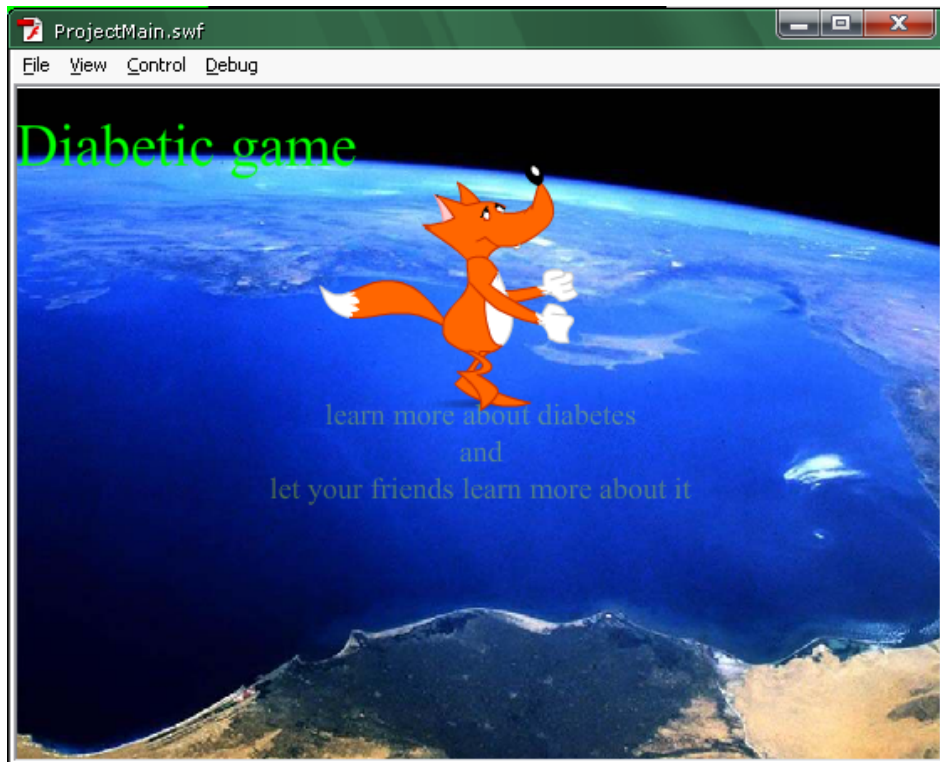 ProjectMain.swf
File View Control Debug
Diabetic game
learn more about diabetes
and
let your friends learn more about it